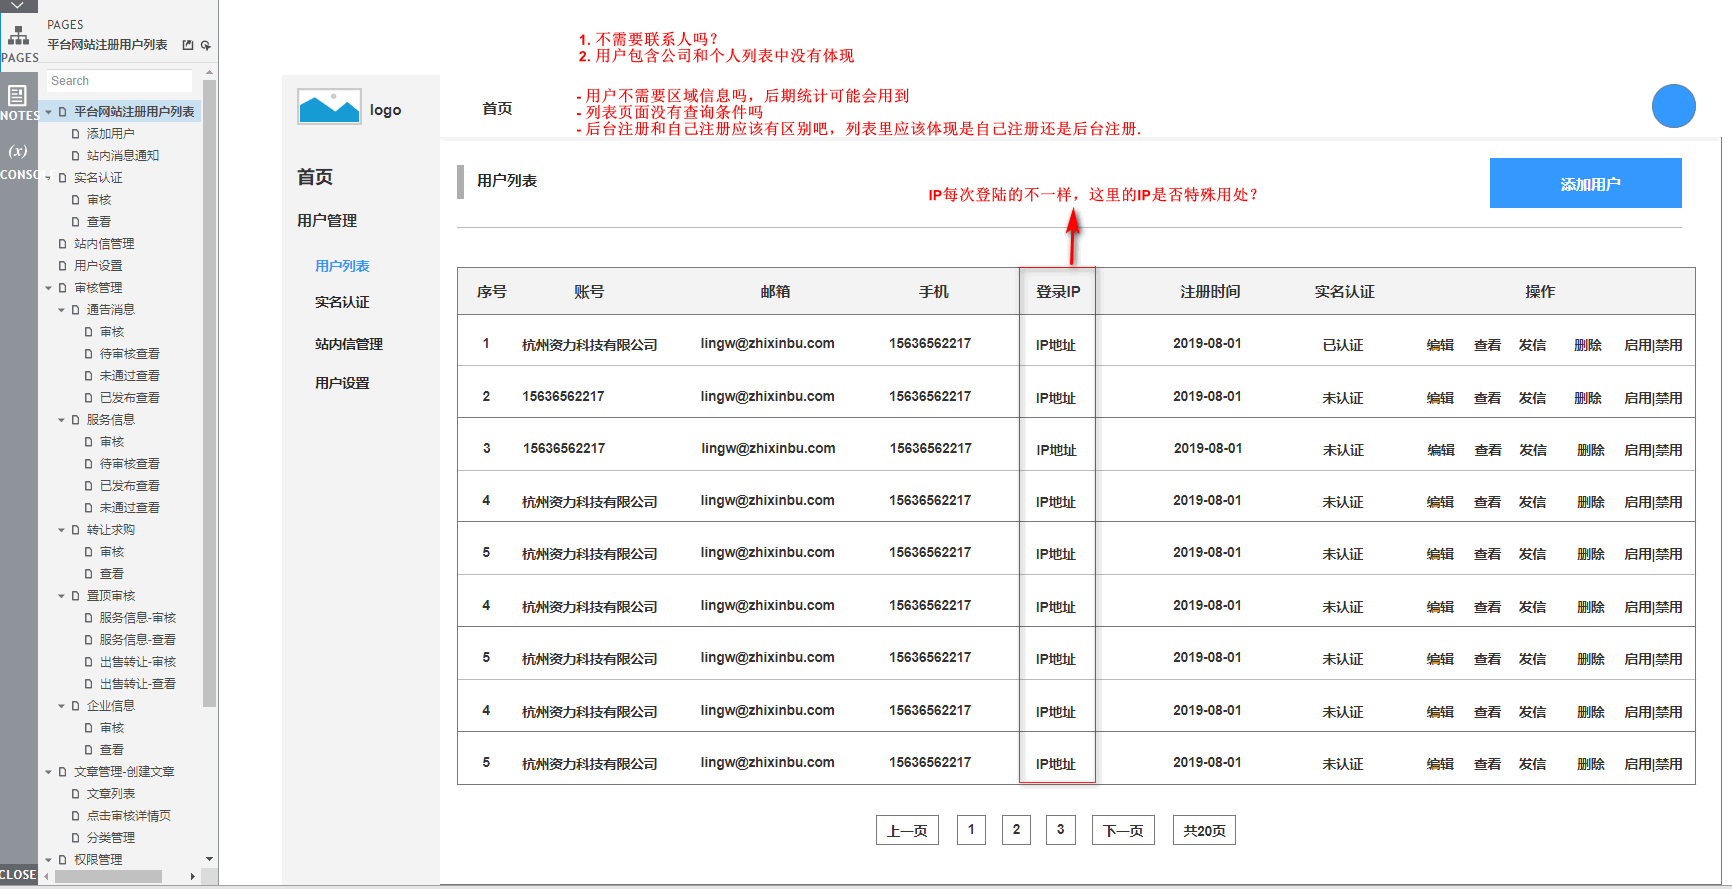 PAGES
平台网站注册用户列表
PAGES
Search
NOTES
CONSOLE
(x)
平台网站注册用户列表
添加用户
站内消息通知
实名认证
审核
查看
站内信管理
用户设置
审核管理
通告消息
审核
待审核查看
未通过查看
已发布查看
服务信息
审核
待审核查看
已发布查看
未通过查看
转让求购
审核
查看
置顶审核
服务信息-审核
服务信息-查看
出售转让-审核
出售转让-查看
企业信息
审核
查看
文章管理-创建文章
文章列表
点击审核详情页
分类管理
权限管理
CLOSE
1. 不需要联系人吗?
2. 用户包含公司和个人列表中没有体现
- 用户不需要区域信息吗，后期统计可能会用到
- 列表页面没有查询条件吗
- 后台注册和自己注册应该有区别吧，列表里应该体现是自己注册还是后台注册.
logo
首页
首页
用户管理
用户列表
实名认证
站内信管理
用户设置
用户列表
IP每次登陆的不一样，这里的IP是否特殊用处?
添加用户
序号 账号 邮箱 手机 登录IP 注册时间 实名认证 操作
1 杭州资力科技有限公司 lingw@zhixinbu.com 15636562217 IP地址 2019-08-01 已认证 编辑 查看 发信 删除 启用|禁用
2 15636562217 lingw@zhixinbu.com 15636562217 IP地址 2019-08-01 未认证 编辑 查看 发信 删除 启用|禁用
3 15636562217 lingw@zhixinbu.com 15636562217 IP地址 2019-08-01 未认证 编辑 查看 发信 删除 启用|禁用
4 杭州资力科技有限公司 lingw@zhixinbu.com 15636562217 IP地址 2019-08-01 未认证 编辑 查看 发信 删除 启用|禁用
5 杭州资力科技有限公司 lingw@zhixinbu.com 15636562217 IP地址 2019-08-01 未认证 编辑 查看 发信 删除 启用|禁用
4 杭州资力科技有限公司 lingw@zhixinbu.com 15636562217 IP地址 2019-08-01 未认证 编辑 查看 发信 删除 启用|禁用
5 杭州资力科技有限公司 lingw@zhixinbu.com 15636562217 IP地址 2019-08-01 未认证 编辑 查看 发信 删除 启用|禁用
4 杭州资力科技有限公司 lingw@zhixinbu.com 15636562217 IP地址 2019-08-01 未认证 编辑 查看 发信 删除 启用|禁用
5 杭州资力科技有限公司 lingw@zhixinbu.com 15636562217 IP地址 2019-08-01 未认证 编辑 查看 发信 删除 启用|禁用
上一页 1 2 3 下一页 共20页